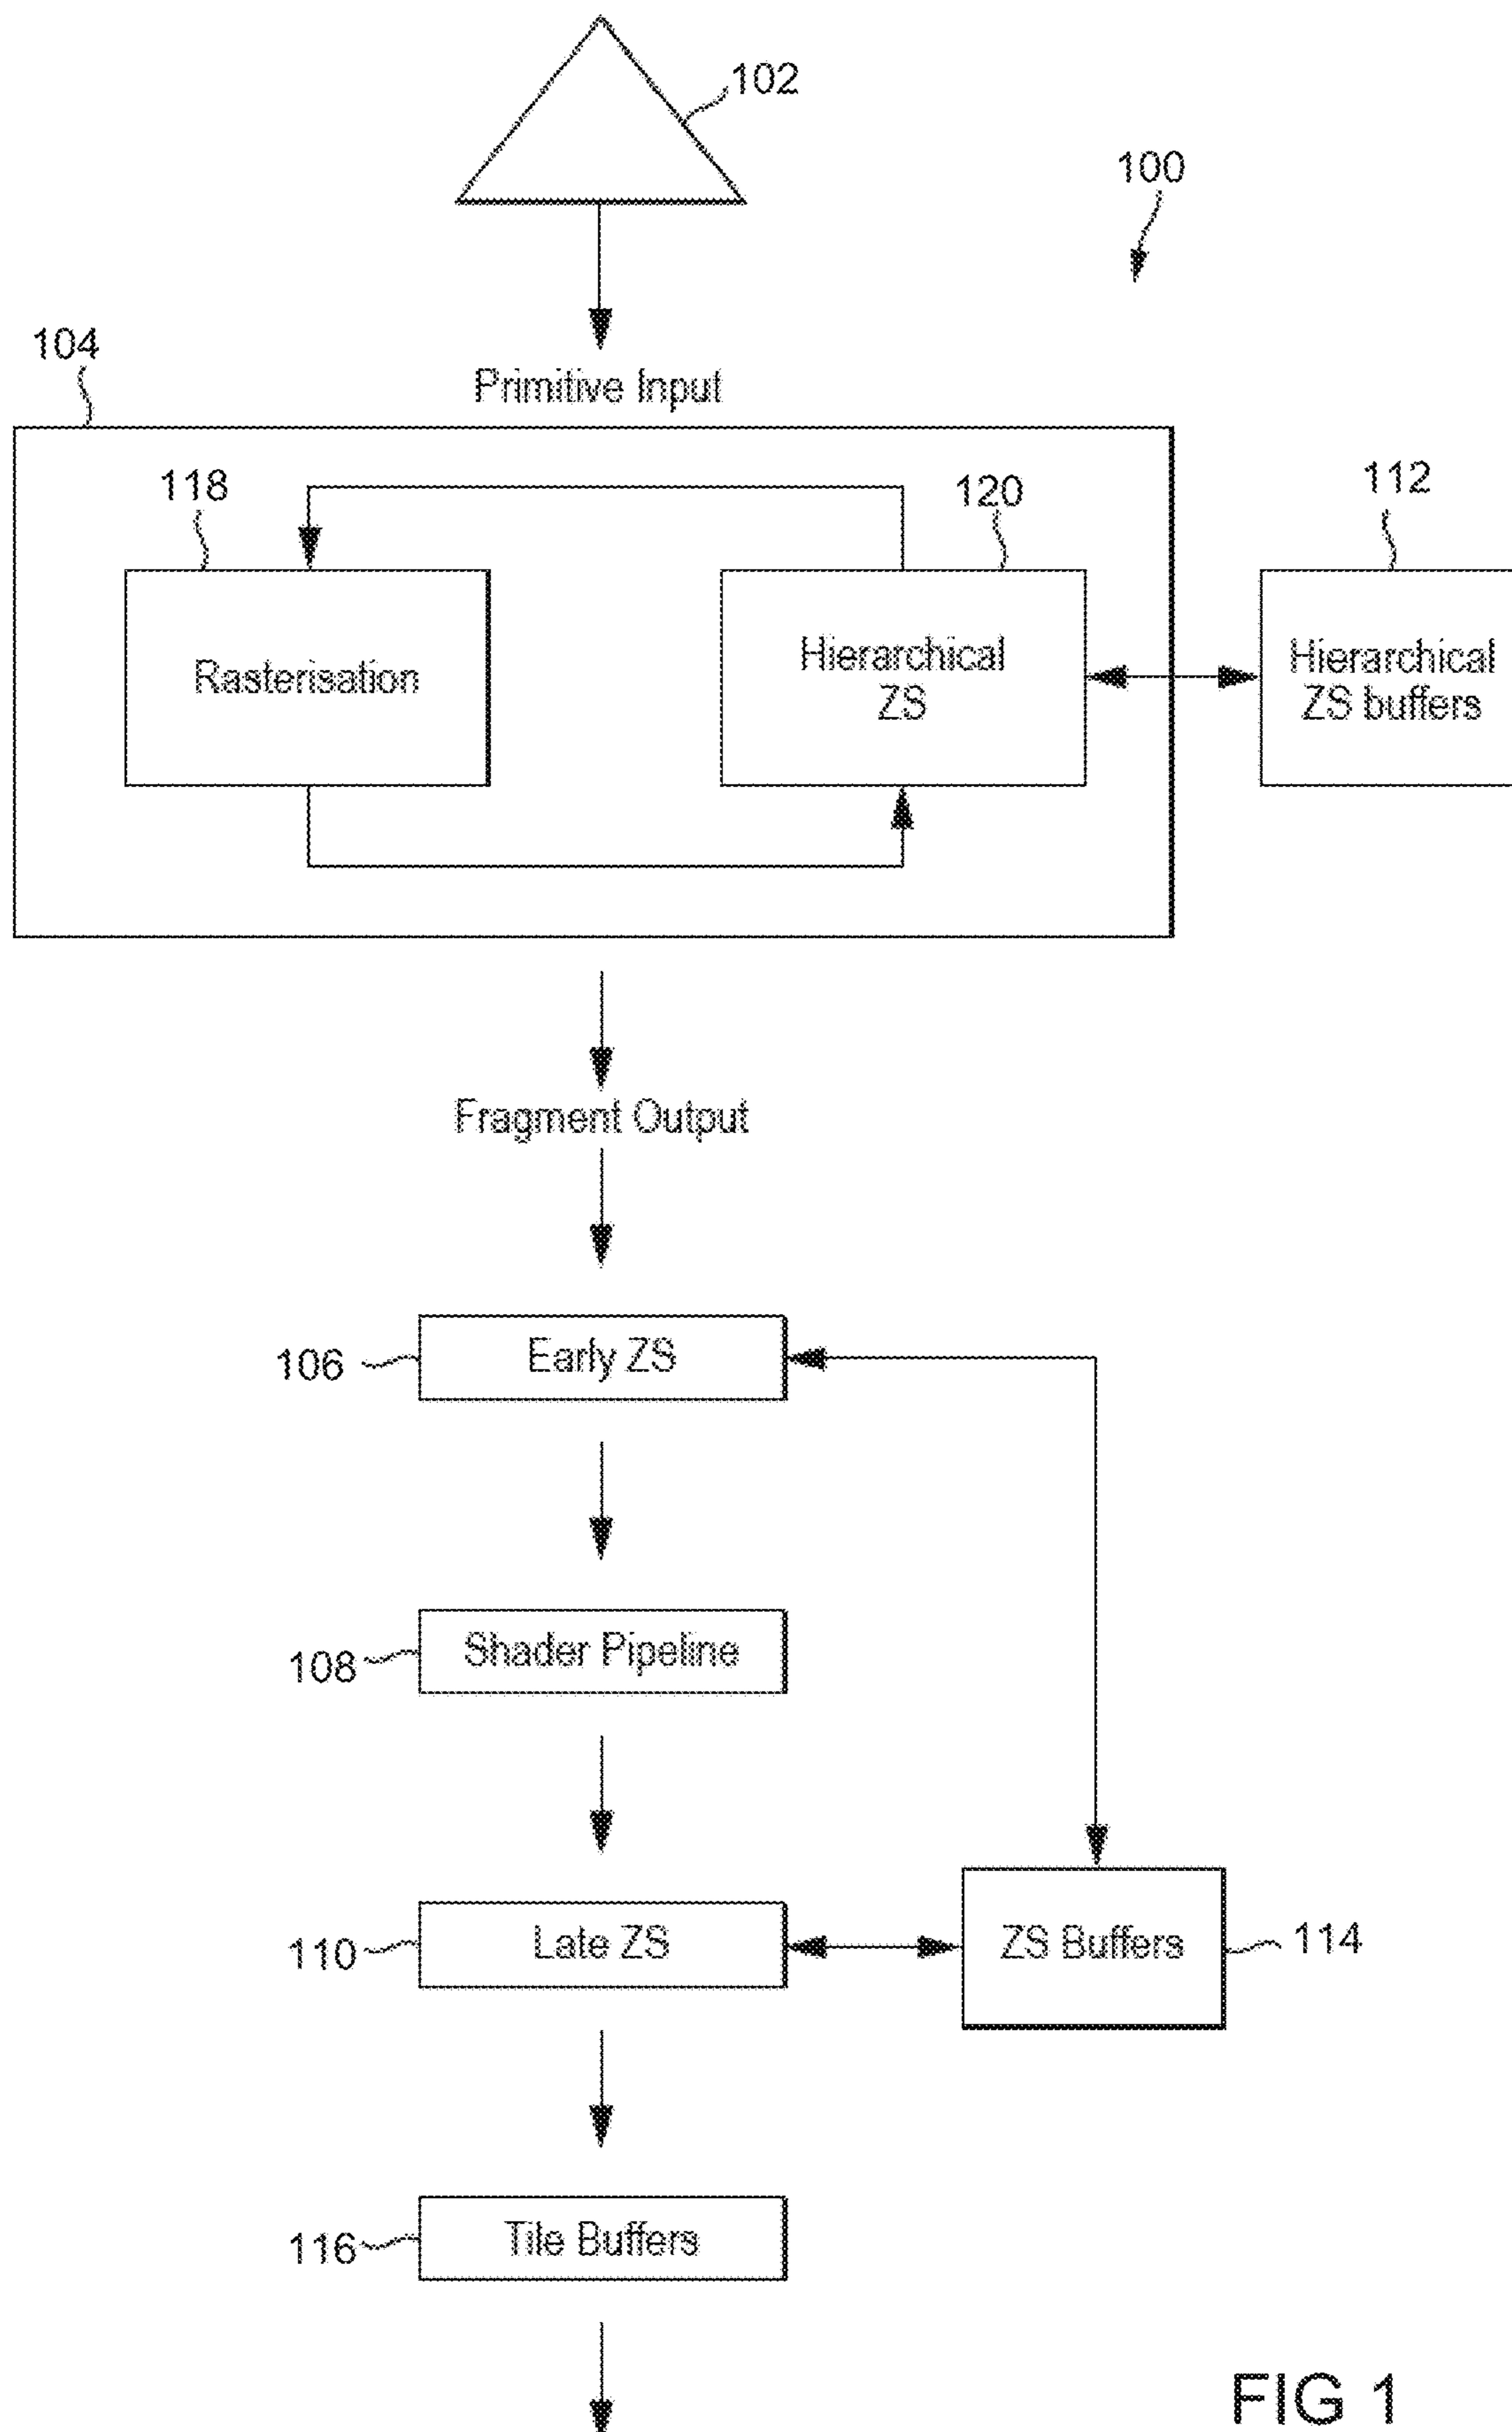 102
100
104
Primitive Input
118
120
112
Rasterisation
Hierarchical
ZS
Hierarchical
ZS buffers
Fragment Output
106
Early ZS
108
Shader Pipeline
110
Late ZS
ZS Buffers
114
116
Tile Buffers
FIG 1